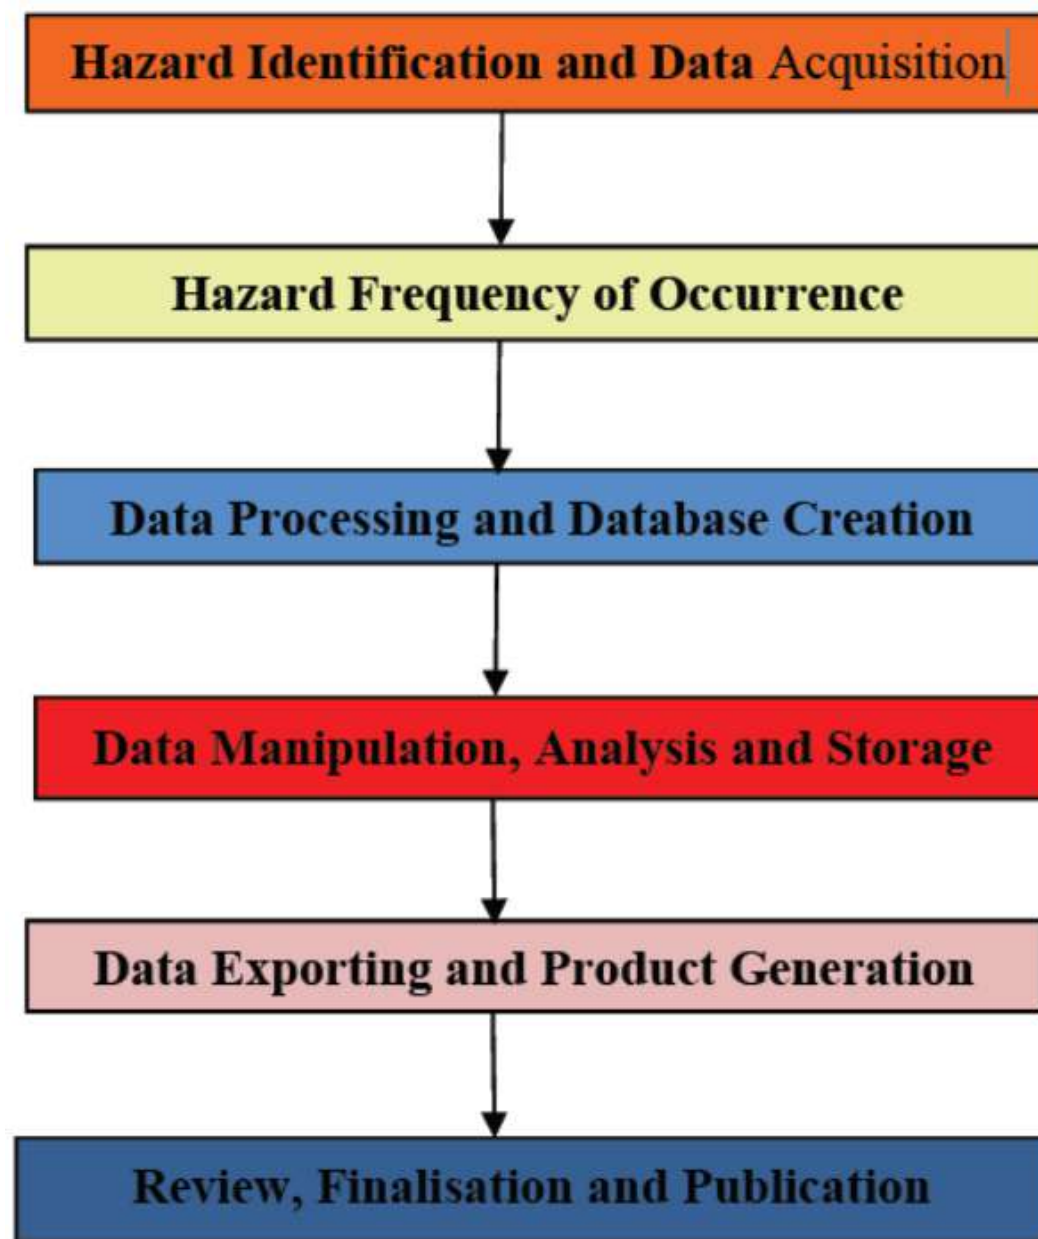 Hazard Identification and Data Acquisition
Hazard Frequency of Occurrence
Data Processing and Database Creation
Data Manipulation, Analysis and Storage
Data Exporting and Product Generation
Review, Finalisation and Publication